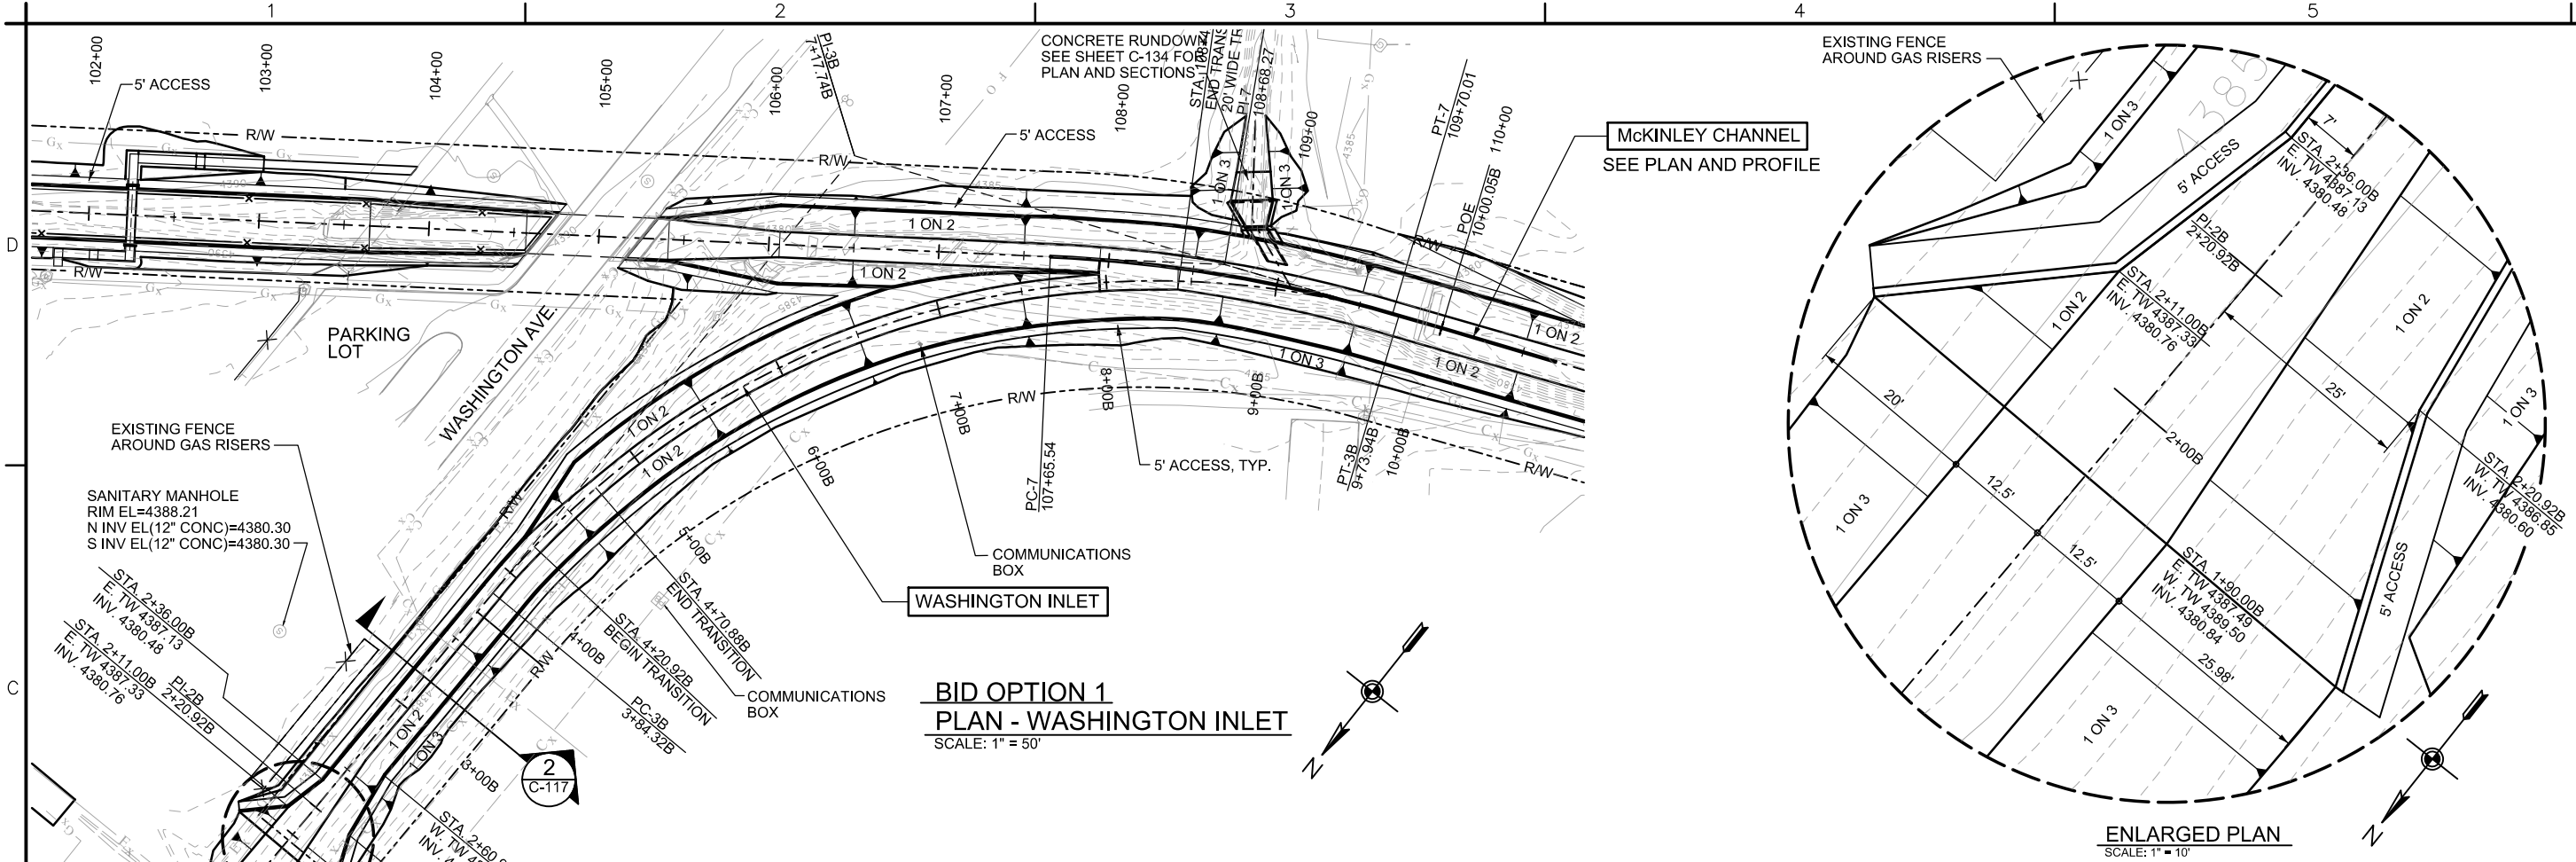 1
2
3
4
5
D
C
102+00
103+00
104+00
105+00
106+00
107+00
108+00
109+00
110+00
5' ACCESS
R/W
PI-3B
7+17.74B
CONCRETE RUNDOWN
SEE SHEET C-134 FOR
PLAN AND SECTIONS
END TRANS
20' WIDE TR
PI-7
108+68.27
5' ACCESS
R/W
1 ON 3
1 ON 3
4385
PT-7
109+70.01
POE
10+00.05B
McKINLEY CHANNEL
SEE PLAN AND PROFILE
1 ON 2
1 ON 2
R/W
R/W
1 ON 2
1 ON 2
1 ON 3
PARKING
LOT
WASHINGTON AVE.
EXISTING FENCE
AROUND GAS RISERS
SANITARY MANHOLE
RIM EL=4388.21
N INV EL(12" CONC)=4380.30
S INV EL(12" CONC)=4380.30
1 ON 2
1 ON 2
R/W
R/W
R/W
R/W
PC-7
107+65.54
5' ACCESS, TYP.
PT-3B
9+73.94B
10+00B
9+00B
8+00B
7+00B
6+00B
5+00B
4+00B
3+00B
COMMUNICATIONS
BOX
WASHINGTON INLET
STA. 4+70.88B
END TRANSITION
STA. 4+20.92B
BEGIN TRANSITION
COMMUNICATIONS
BOX
PC-3B
3+84.32B
STA. 2+36.00B
E. TW 4387.13
INV. 4380.48
STA. 2+11.00B
E. TW 4387.33
INV. 4380.76
PI-2B
2+20.92B
1 ON 2
1 ON 3
2
C-117
STA. 2+60.
W. TW
INV.
BID OPTION 1
PLAN - WASHINGTON INLET
SCALE: 1" = 50'
N
EXISTING FENCE
AROUND GAS RISERS
1 ON 3
4385
5' ACCESS
7'
STA. 2+36.00B
E. TW 4387.13
INV. 4380.48
PI-2B
2+20.92B
STA. 2+11.00B
E. TW 4387.33
INV. 4380.76
1 ON 2
1 ON 2
25'
1 ON 3
20'
2+00B
STA. 2+20.92B
W. TW 4386.85
INV. 4380.60
12.5'
1 ON 3
12.5'
STA. 1+90.00B
E. TW 4387.49
W. TW 4389.50
INV. 4380.84
5' ACCESS
25.98'
1 ON 3
N
ENLARGED PLAN
SCALE: 1" = 10'